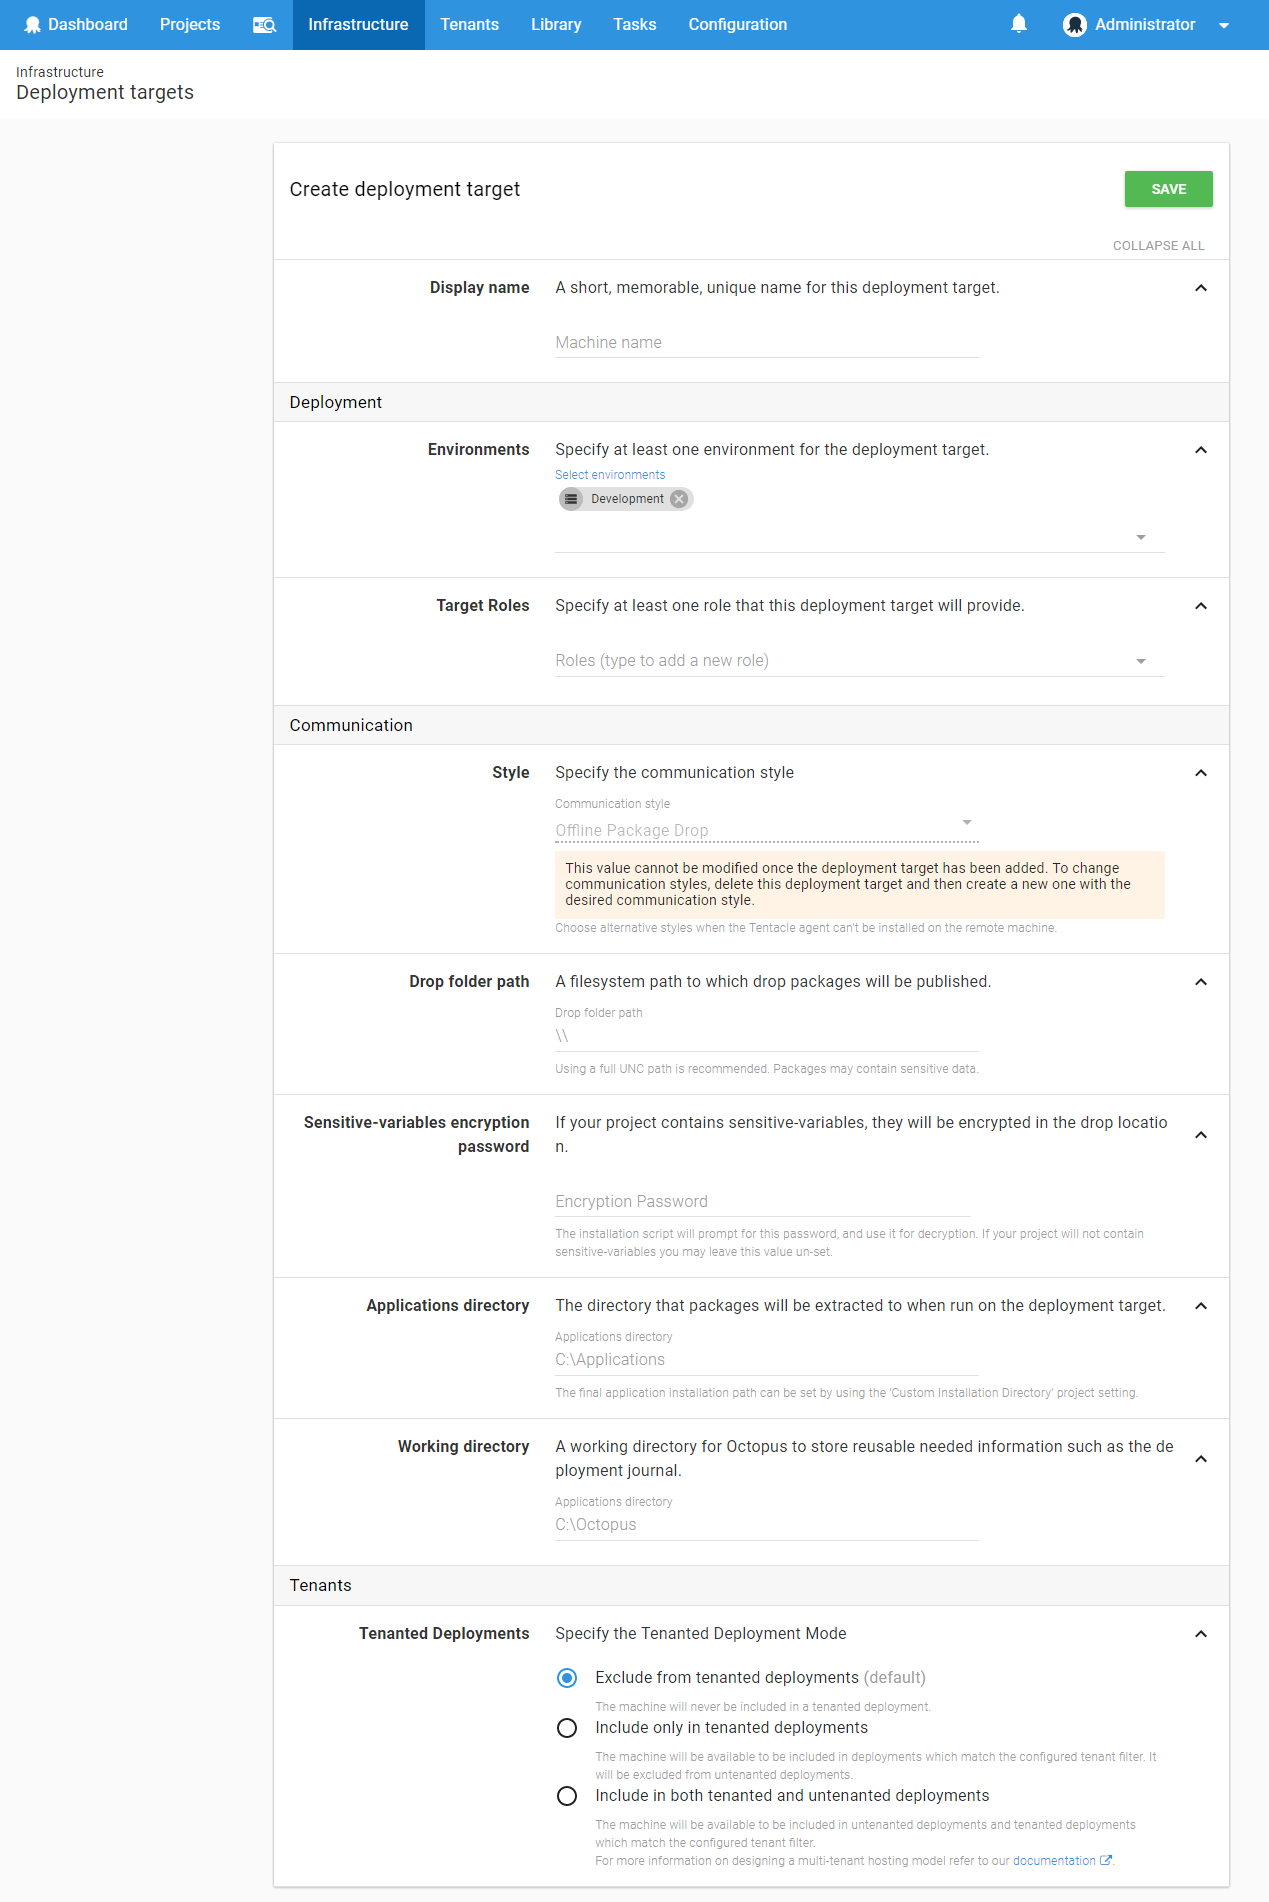 Dashboard Projects Infrastructure Tenants Library Tasks Configuration Administrator
Infrastructure
Deployment targets
Create deployment target
SAVE
COLLAPSE ALL
Display name A short, memorable, unique name for this deployment target.
Machine name
Deployment
Environments Specify at least one environment for the deployment target.
Select environments
Development
Target Roles Specify at least one role that this deployment target will provide.
Roles (type to add a new role)
Communication
Style Specify the communication style
Communication style
Offline Package Drop
This value cannot be modified once the deployment target has been added. To change
communication styles, delete this deployment target and then create a new one with the
desired communication style.
Choose alternative styles when the Tentacle agent can't be installed on the remote machine.
Drop folder path A filesystem path to which drop packages will be published.
Drop folder path
\\
Using a full UNC path is recommended. Packages may contain sensitive data.
Sensitive-variables encryption If your project contains sensitive-variables, they will be encrypted in the drop locatio
password n.
Encryption Password
The installation script will prompt for this password, and use it for decryption. If your project will not contain
sensitive-variables you may leave this value un-set.
Applications directory The directory that packages will be extracted to when run on the deployment target.
Applications directory
C:\Applications
The final application installation path can be set by using the 'Custom Installation Directory' project setting.
Working directory A working directory for Octopus to store reusable needed information such as the de
ployment journal.
Applications directory
C:\Octopus
Tenants
Tenanted Deployments Specify the Tenanted Deployment Mode
Exclude from tenanted deployments (default)
The machine will never be included in a tenanted deployment.
Include only in tenanted deployments
The machine will be available to be included in deployments which match the configured tenant filter. It
will be excluded from untenanted deployments.
Include in both tenanted and untenanted deployments
The machine will be available to be included in untenanted deployments and tenanted deployments
which match the configured tenant filter.
For more information on designing a multi-tenant hosting model refer to our documentation.